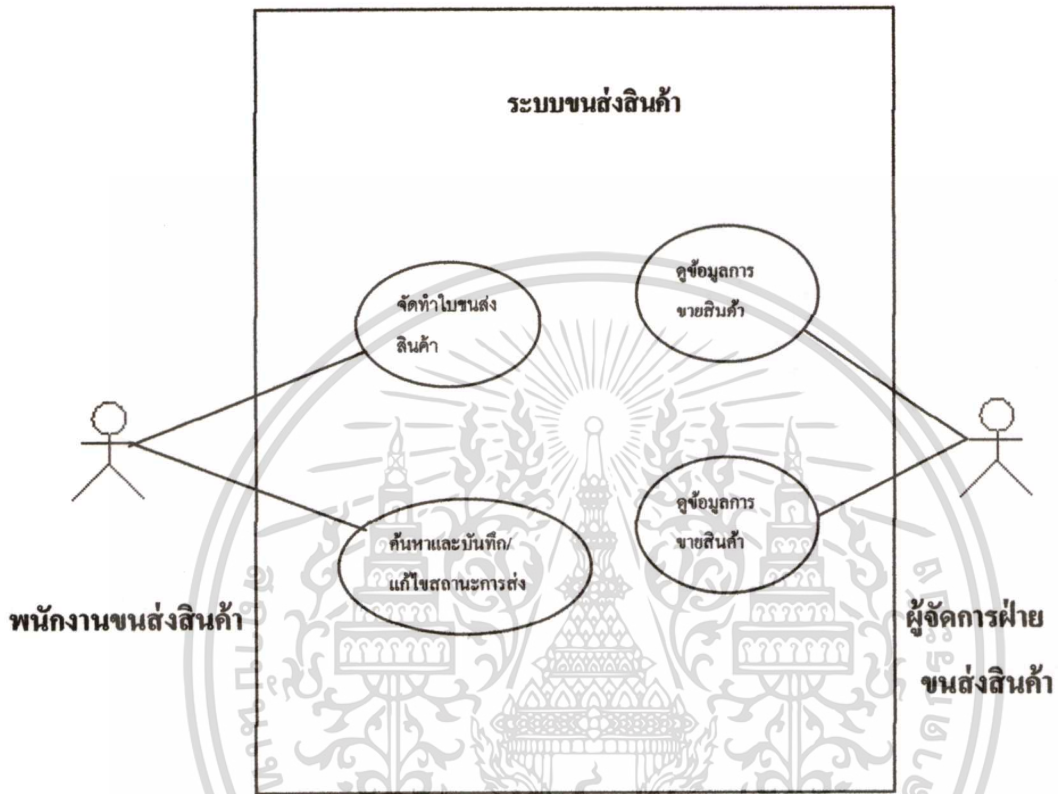 ระบบขนส่งสินค้า
จัดทำใบขนส่ง
สินค้า
ดูข้อมูลการ
ขายสินค้า
ค้นหาและบันทึก/
แก้ไขสถานะการส่ง
ดูข้อมูลการ
ขายสินค้า
พนักงานขนส่งสินค้า
ผู้จัดการฝ่าย
ขนส่งสินค้า